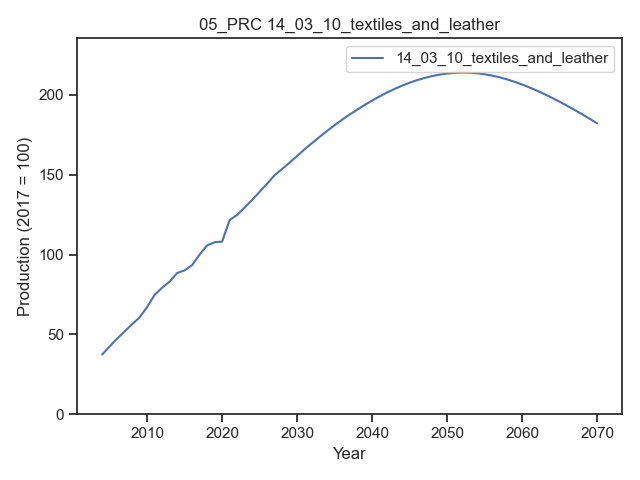 05_PRC 14_03_10_textiles_and_leather
14_03_10_textiles_and_leather
Production (2017 = 100)
200
150
100
50
0
2010 2020 2030 2040 2050 2060 2070
Year